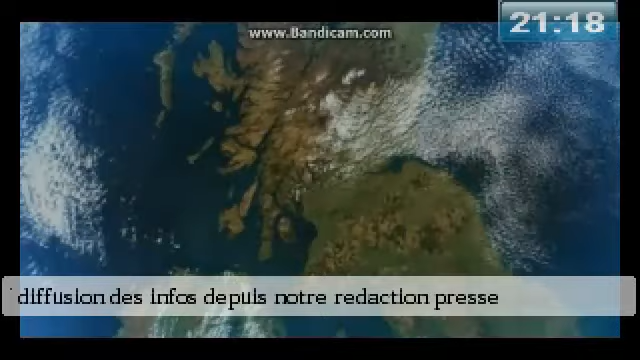 www.Bandicam.com
21:18
diffusion des infos depuis notre redaction presse